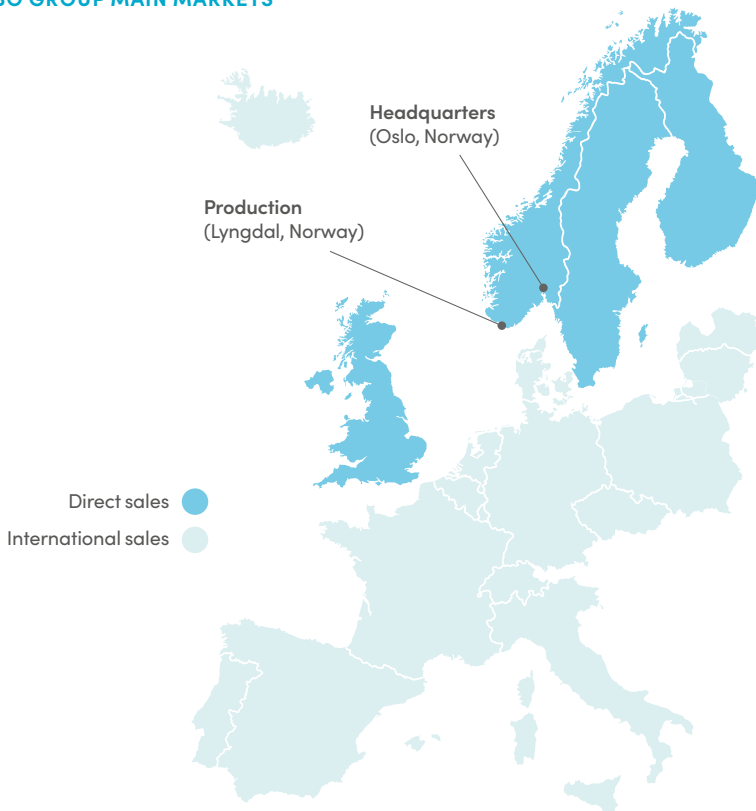 GROUP MAIN MARKETS
Headquarters
(Oslo, Norway)
Production
(Lyngdal, Norway)
Direct sales
International sales